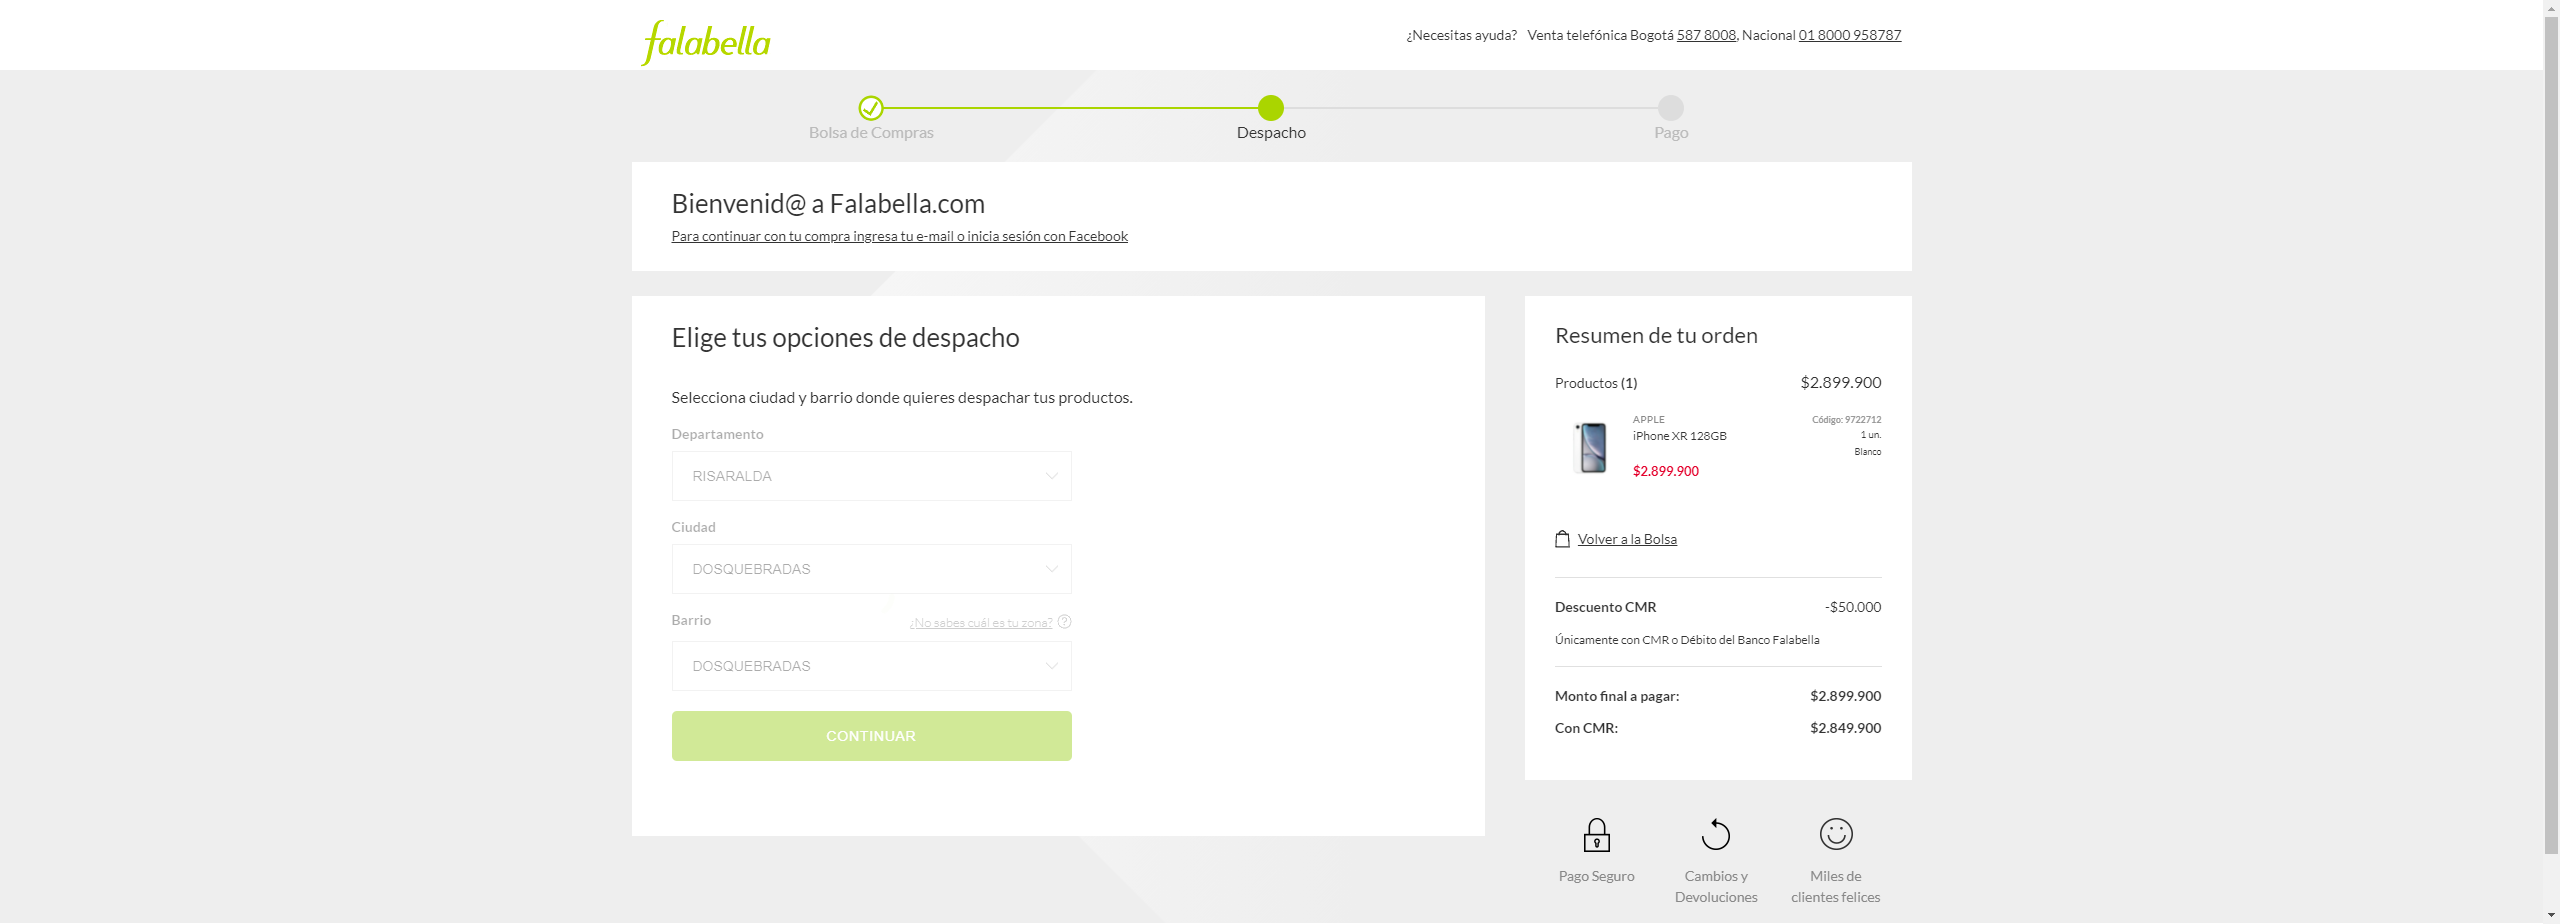 falabella
¿Necesitas ayuda? Venta telefónica Bogotá 587 8008, Nacional 01 8000 958787
Bolsa de Compras
Despacho
Pago
Bienvenid@ a Falabella.com
Para continuar con tu compra ingresa tu e-mail o inicia sesión con Facebook
Elige tus opciones de despacho
Selecciona ciudad y barrio donde quieres despachar tus productos.
Departamento
RISARALDA
Ciudad
DOSQUEBRADAS
Barrio
¿No sabes cuál es tu zona? ?
DOSQUEBRADAS
CONTINUAR
Resumen de tu orden
Productos (1) $2.899.900
APPLE Código: 9722712
iPhone XR 128GB 1 un.
Blanco
$2.899.900
Volver a la Bolsa
Descuento CMR -$50.000
Únicamente con CMR o Débito del Banco Falabella
Monto final a pagar: $2.899.900
Con CMR: $2.849.900
Pago Seguro
Cambios y
Devoluciones
Miles de
clientes felices